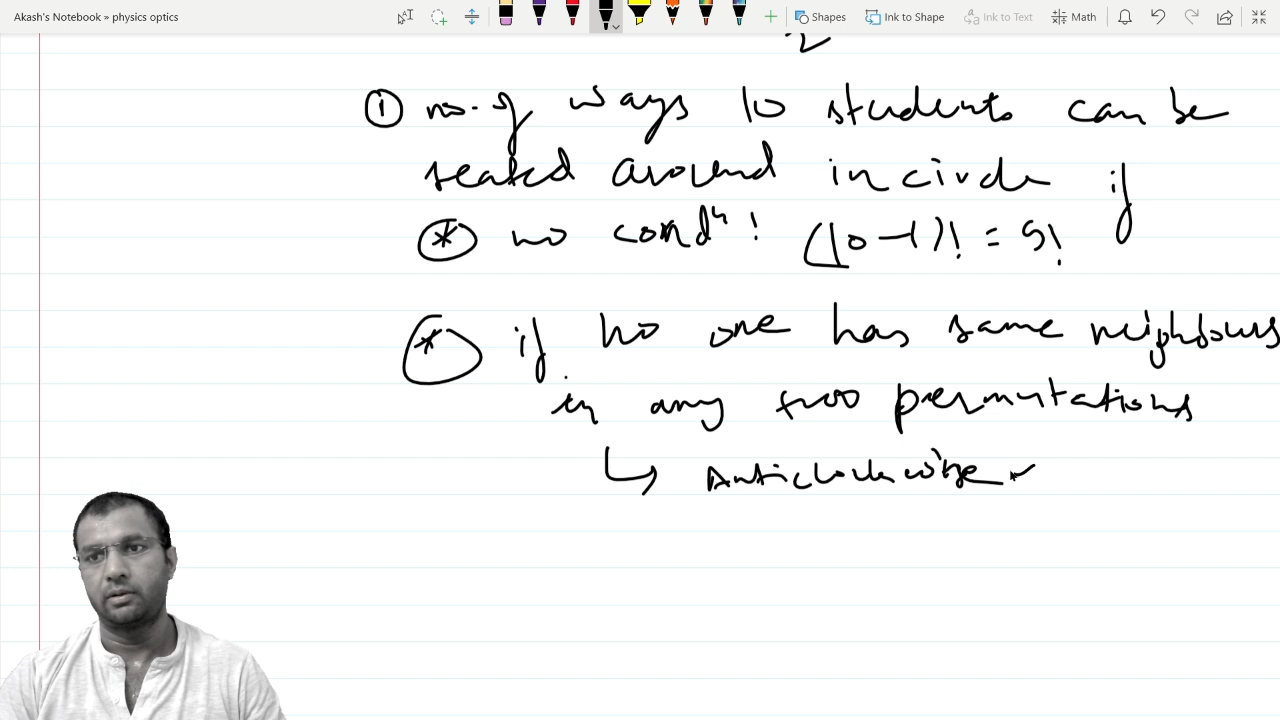 Akash's Notebook » physics optics
Shapes Ink to Shape Ink to Text Math
2
① no. of ways 10 students can be
seated around in circle if
* no condⁿ! (10-1)! = 9!
* if no one has same neighbours
in any two permutations
↳ Anticlockwise